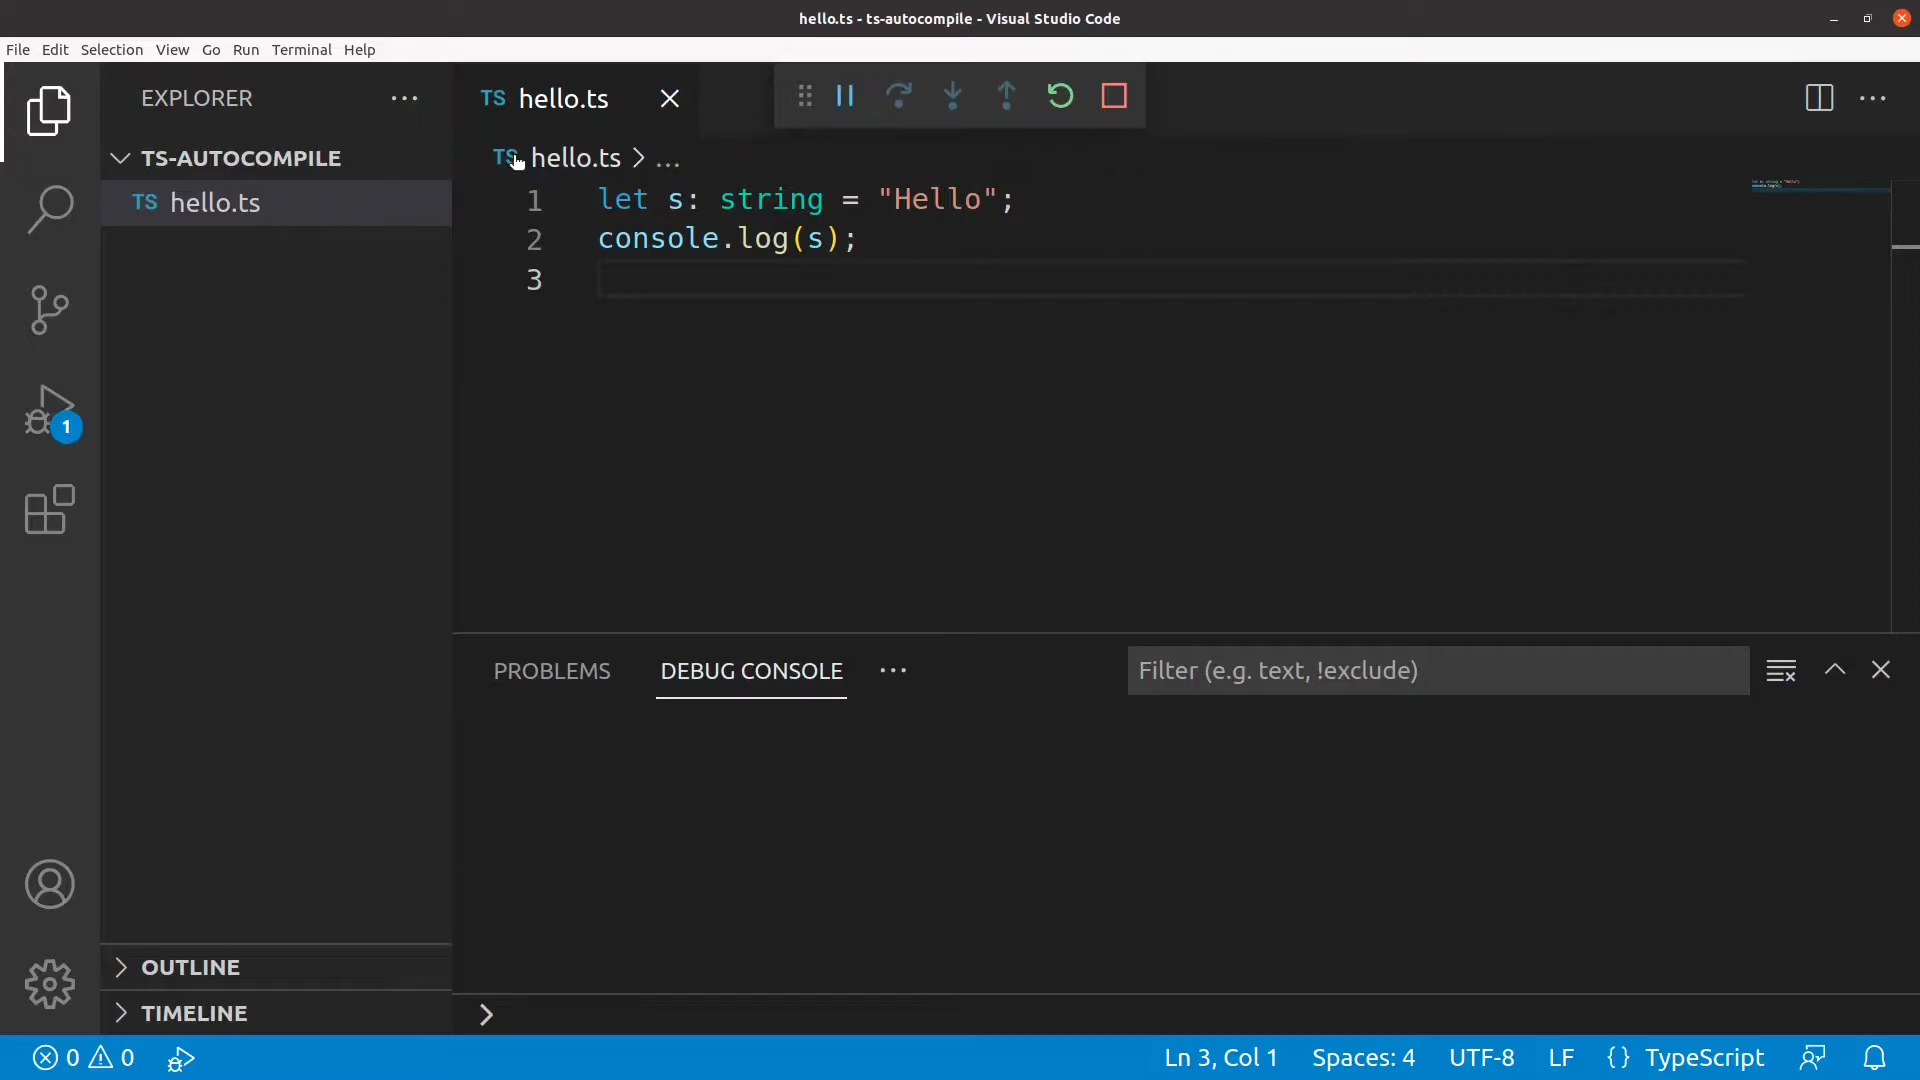 hello.ts - ts-autocompile - Visual Studio Code
File Edit Selection View Go Run Terminal Help
EXPLORER
TS-AUTOCOMPILE
TS hello.ts
TS hello.ts
TS hello.ts > ...
1 let s: string = "Hello";
2 console.log(s);
3
1
PROBLEMS DEBUG CONSOLE
Filter (e.g. text, !exclude)
OUTLINE
TIMELINE
0 0
Ln 3, Col 1 Spaces: 4 UTF-8 LF {} TypeScript